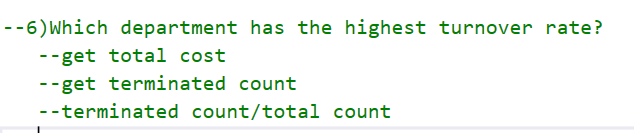 --6)Which department has the highest turnover rate?
--get total cost
--get terminated count
--terminated count/total count